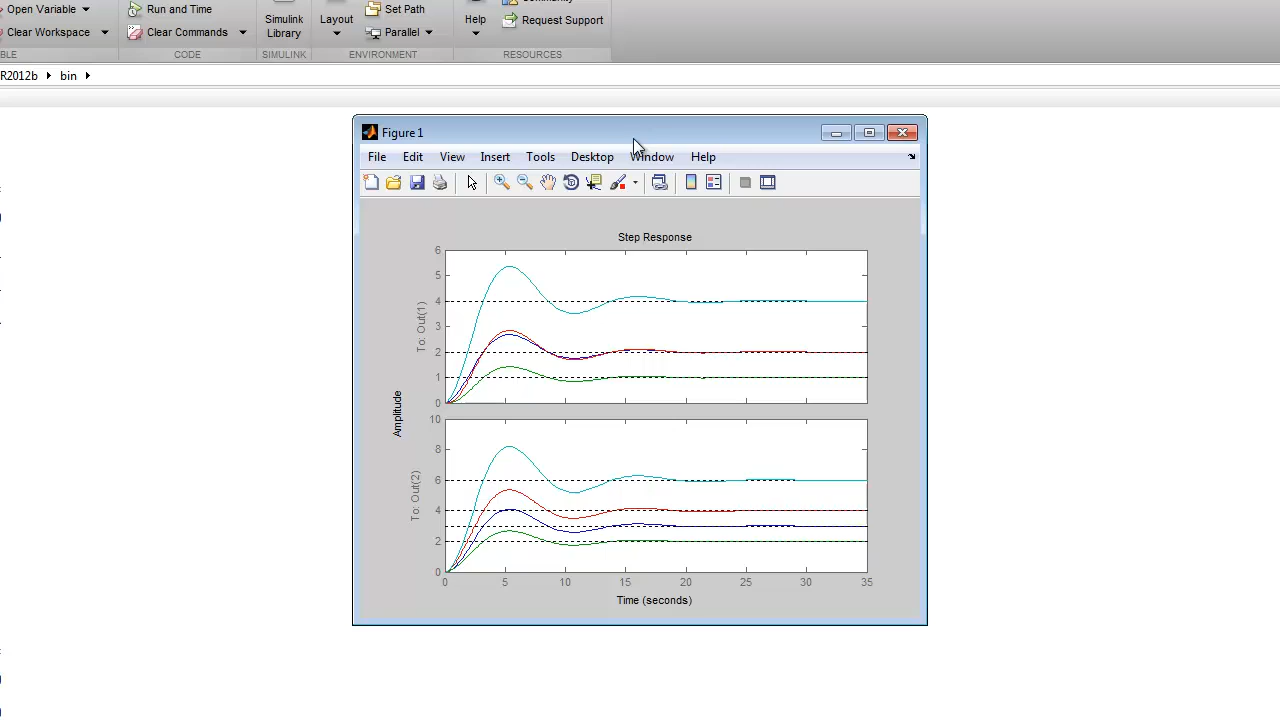 Open Variable
Run and Time
Set Path
Community
Clear Workspace
Clear Commands
Simulink
Library
Layout
Parallel
Help
Request Support
BLE
CODE
SIMULINK
ENVIRONMENT
RESOURCES
R2012b
bin
Figure 1
File Edit View Insert Tools Desktop Window Help
Step Response
6
5
4
3
2
1
0
To: Out(1)
Amplitude
10
8
6
4
2
0
To: Out(2)
0 5 10 15 20 25 30 35
Time (seconds)